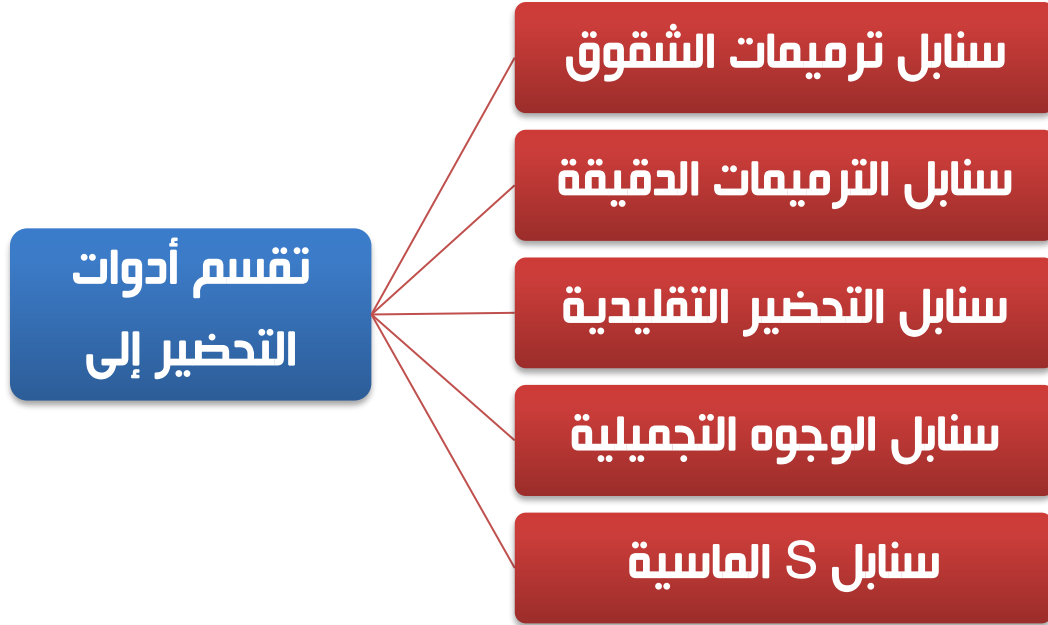 تقسم أدوات
التحضير إلى
سنابل ترميمات الشقوق
سنابل الترميمات الدقيقة
سنابل التحضير التقليدية
سنابل الوجوه التجميلية
سنابل S الماسية